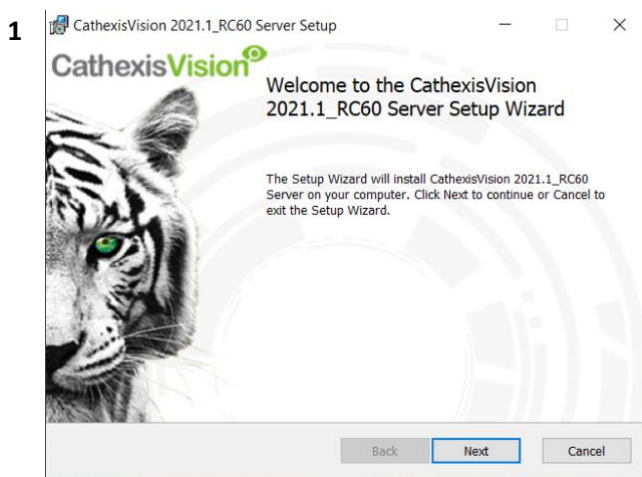 1
CathexisVision 2021.1_RC60 Server Setup
CathexisVision
Welcome to the CathexisVision
2021.1_RC60 Server Setup Wizard
The Setup Wizard will install CathexisVision 2021.1_RC60
Server on your computer. Click Next to continue or Cancel to
exit the Setup Wizard.
Back Next Cancel